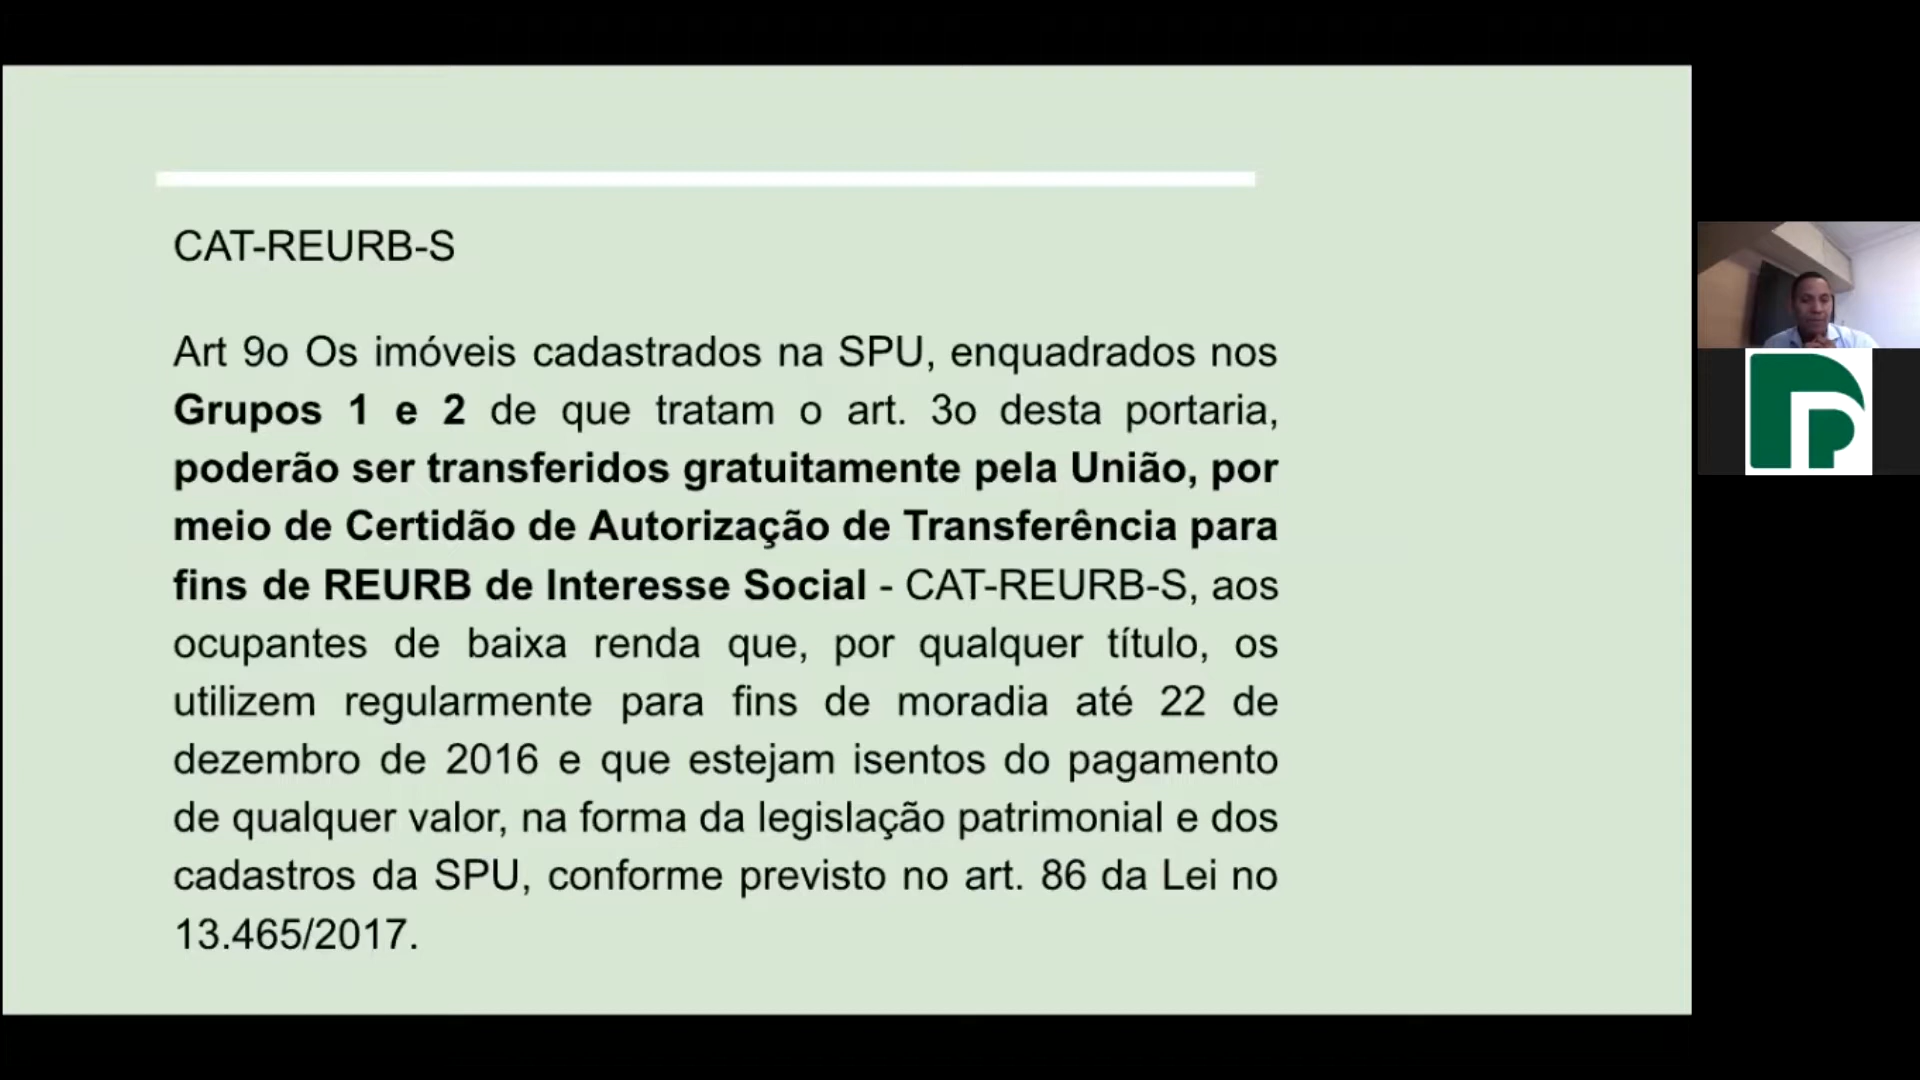 CAT-REURB-S
Art 9o Os imóveis cadastrados na SPU, enquadrados nos
Grupos 1 e 2 de que tratam o art. 3o desta portaria,
poderão ser transferidos gratuitamente pela União, por
meio de Certidão de Autorização de Transferência para
fins de REURB de Interesse Social - CAT-REURB-S, aos
ocupantes de baixa renda que, por qualquer título, os
utilizem regularmente para fins de moradia até 22 de
dezembro de 2016 e que estejam isentos do pagamento
de qualquer valor, na forma da legislação patrimonial e dos
cadastros da SPU, conforme previsto no art. 86 da Lei no
13.465/2017.